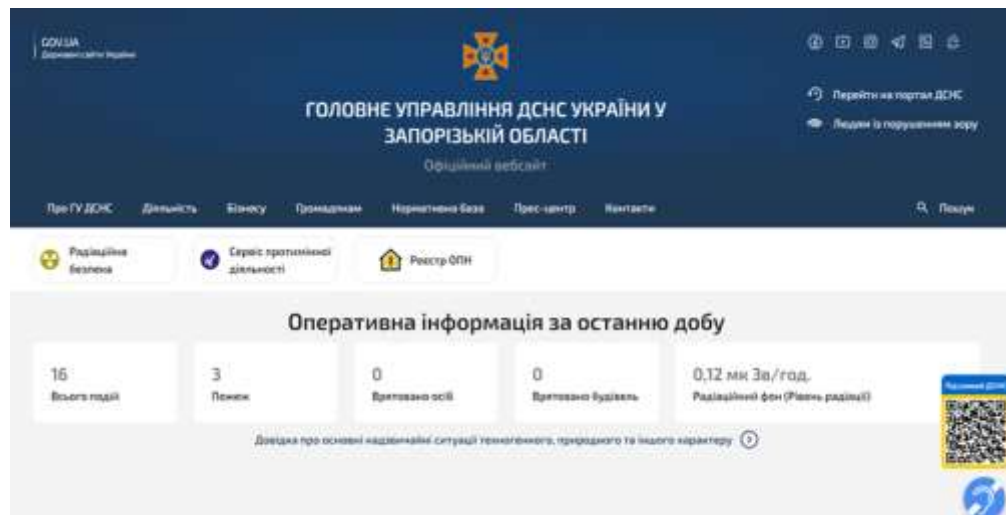 GOV.UA
Державні сайти України
ГОЛОВНЕ УПРАВЛІННЯ ДСНС УКРАЇНИ У
ЗАПОРІЗЬКІЙ ОБЛАСТІ
Офіційний вебсайт
Перейти на портал ДСНС
Людям із порушенням зору
Про ГУ ДСНС Діяльність Бізнесу Громадянам Нормативна база Прес-центр Контакти Пошук
Радіаційна
безпека
Сервіс протимінної
діяльності
Реєстр ОПН
Оперативна інформація за останню добу
16
Всього подій
3
Пожеж
0
Врятовано осіб
0
Врятовано будівель
0,12 мк Зв/год.
Радіаційний фон (Рівень радіації)
Довідка про основні надзвичайні ситуації техногенного, природного та іншого характеру